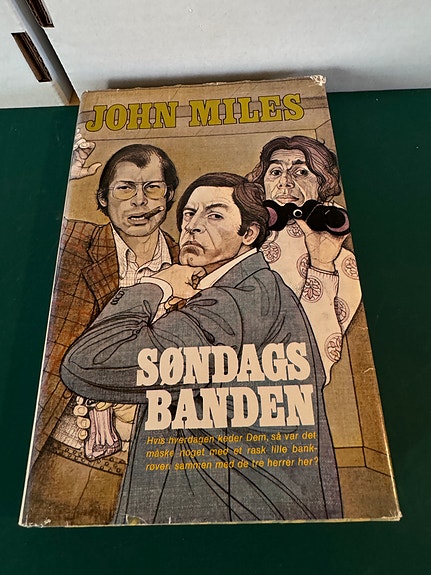 JOHN MILES
SØNDAGS
BANDEN
Hvis hverdagen keder Dem, så var det
måske noget med et rask lille bank-
røveri sammen med de tre herrer her?